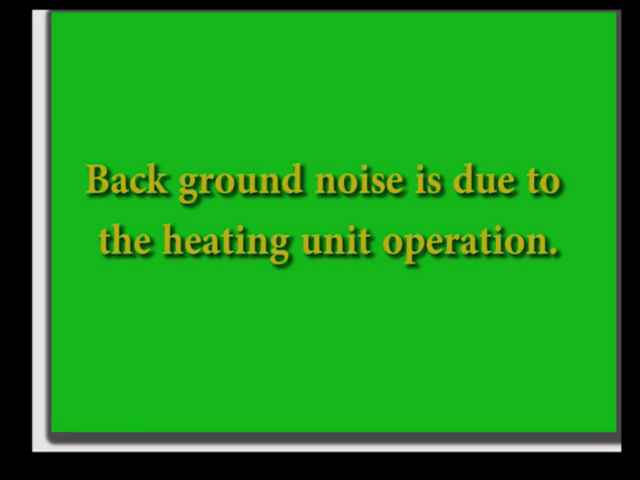 Back ground noise is due to
the heating unit operation.